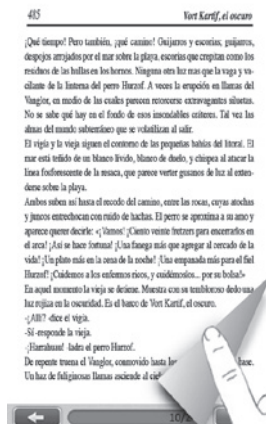 485 Vort Kartif, el oscuro
¡Qué tiempo! Pero también, ¡qué camino! Guijarros y escorias; guijarros,
despojos arrojados por el mar sobre la playa, escorias que crepitan como los
residuos de las hullas en los hornos. Ninguna otra luz mas que la vaga y va-
cilante de la linterna del perro Hurzof. A veces la erupción en llamas del
Vanglor, en medio de las cuales parecen retorcerse extravagantes siluetas.
No se sabe qué hay en el fondo de esos insondables cráteres. Tal vez las
almas del mundo subterráneo que se volatilizan al salir.
El vigía y la vieja siguen el contorno de las pequeñas bahías del litoral. El
mar está teñido de un blanco lívido, blanco de duelo, y chispea al atacar la
línea fosforescente de la resaca, que parece verter gusanos de luz al exten-
derse sobre la playa.
Ambos suben así hasta el recodo del camino, entre las rocas, cuyas atochas
y juncos entrechocan con ruido de hachas. El perro se aproxima a su amo y
aparece querer decirle: «¡Vamos! ¡Ciento veinte fretzers para encerrarlos en
el arca! ¡Así se hace fortuna! ¡Una fanega más que agregar al cercado de la
vida! ¡Un plato más en la cena de la noche! ¡Una empanada más para el fiel
Hurzof! ¡Cuidemos a los enfermos ricos, y cuidémoslos... por su bolsa!»
En aquel momento la vieja se detiene. Muestra con su tembloroso dedo una
luz rojiza en la oscuridad. Es el banco de Vort Kartif, el oscuro.
-¿Allí? -dice el vigía.
-Sí -responde la vieja.
-¡Harrahuau! -ladra el perro Hurzof.
De repente truena el Vanglor, conmovido hasta los base.
Un haz de fuliginosas llamas asciende al
10/2